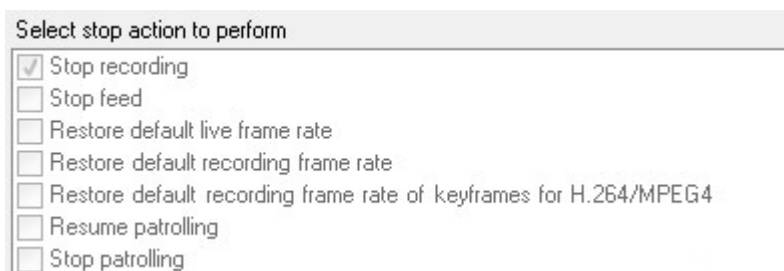 Select stop action to perform
Stop recording
Stop feed
Restore default live frame rate
Restore default recording frame rate
Restore default recording frame rate of keyframes for H.264/MPEG4
Resume patrolling
Stop patrolling